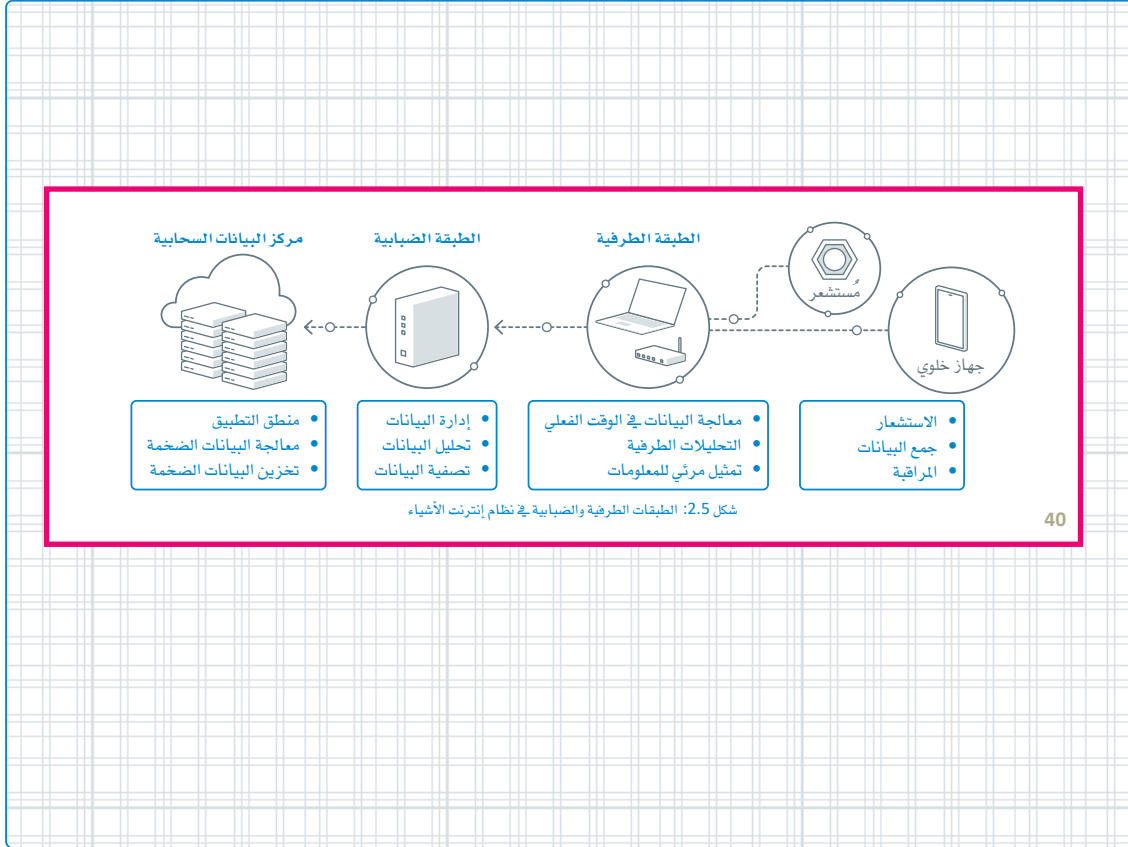 الطبقة الطرفية
الطبقة الضبابية
مركز البيانات السحابية
مُستشعر
جهاز خلوي
• الاستشعار
• جمع البيانات
• المراقبة
• معالجة البيانات في الوقت الفعلي
• التحليلات الطرفية
• تمثيل مرئي للمعلومات
• إدارة البيانات
• تحليل البيانات
• تصفية البيانات
• منطق التطبيق
• معالجة البيانات الضخمة
• تخزين البيانات الضخمة
شكل 2.5: الطبقات الطرفية والضبابية في نظام إنترنت الأشياء
40